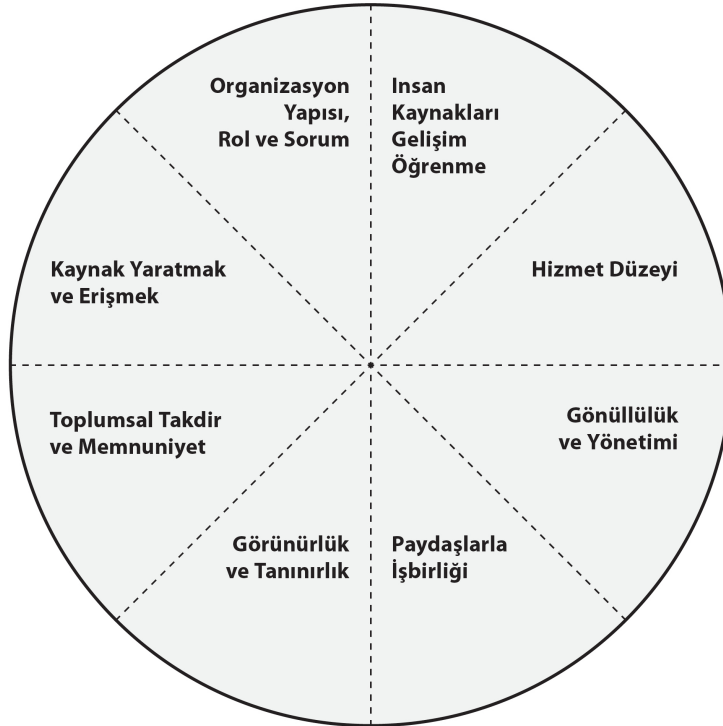 Organizasyon
Yapısı,
Rol ve Sorum
Insan
Kaynakları
Gelişim
Öğrenme
Kaynak Yaratmak
ve Erişmek
Hizmet Düzeyi
Toplumsal Takdir
ve Memnuniyet
Gönüllülük
ve Yönetimi
Görünürlük
ve Tanınırlık
Paydaşlarla
İşbirliği